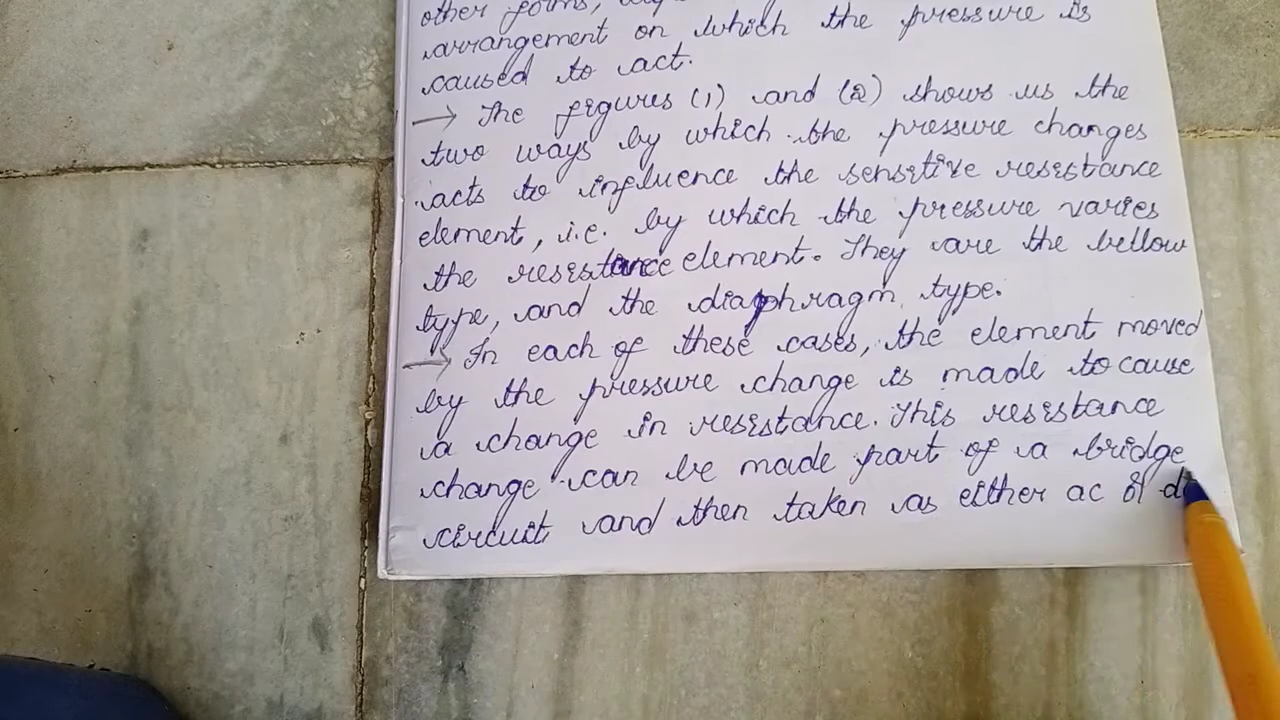 other forms,
arrangement on which the pressure is
caused to act.
→ The figures (1) and (2) shows us the
two ways by which the pressure changes
acts to influence the sensitive resistance
element, i.e. by which the pressure varies
the resistance element. They are the bellow
type, and the diaphragm type.
→ In each of these cases, the element moved
by the pressure change is made to cause
a change in resistance. This resistance
change can be made part of a bridge
circuit and then taken as either ac or